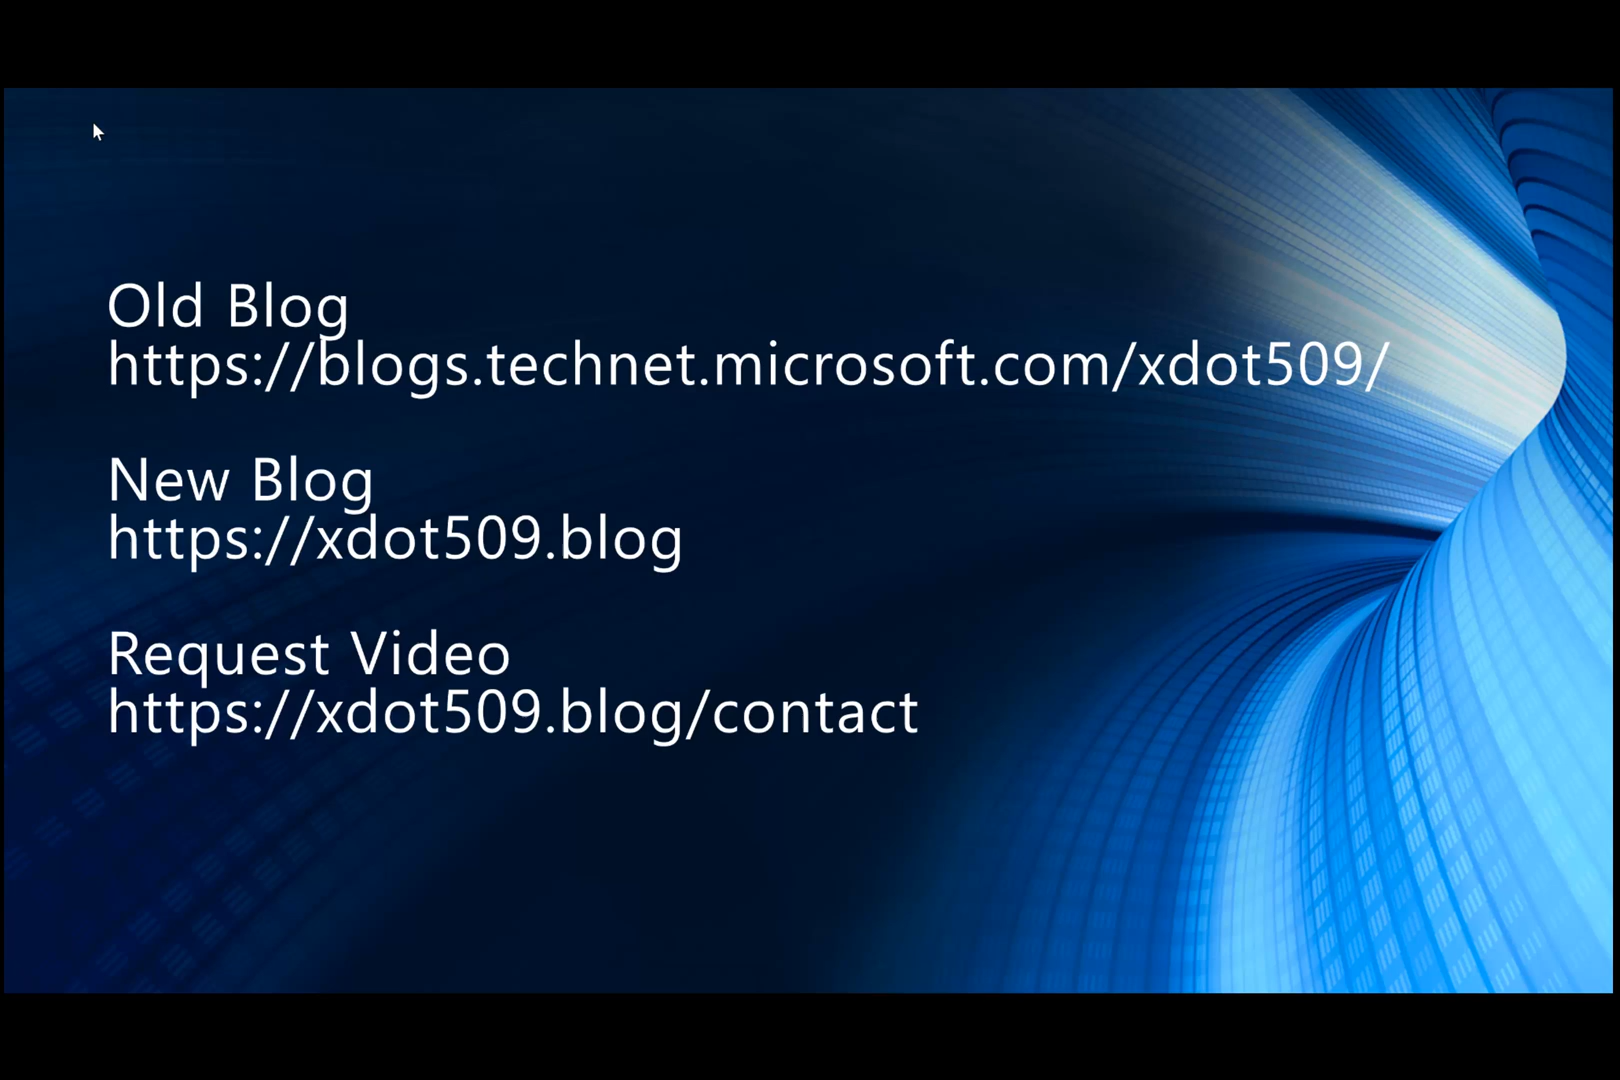 Old Blog
https://blogs.technet.microsoft.com/xdot509/
New Blog
https://xdot509.blog
Request Video
https://xdot509.blog/contact